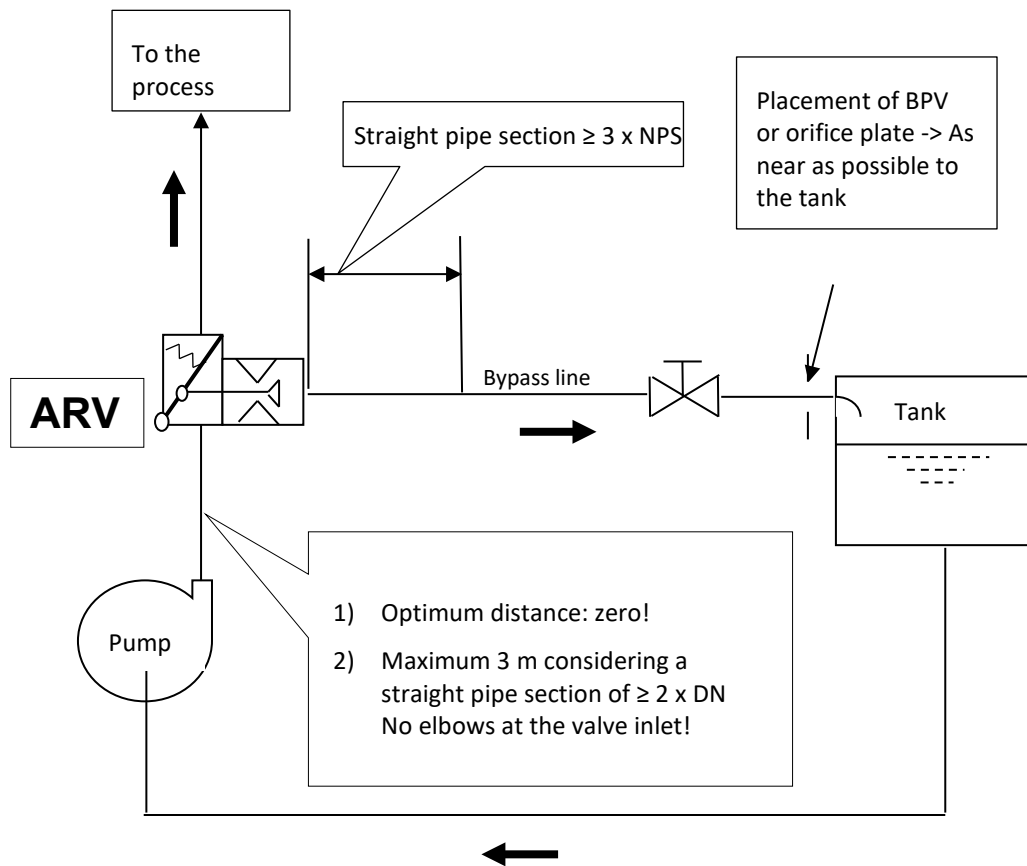 To the
process
Straight pipe section ≥ 3 x NPS
Placement of BPV
or orifice plate -> As
near as possible to
the tank
ARV
Bypass line
Tank
Pump
1) Optimum distance: zero!
2) Maximum 3 m considering a
straight pipe section of ≥ 2 x DN
No elbows at the valve inlet!